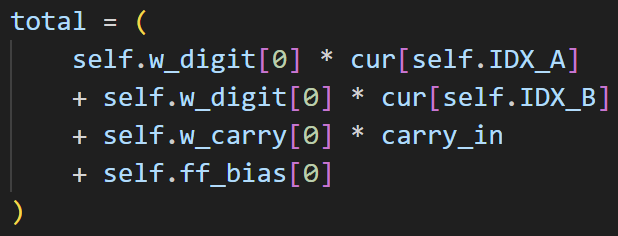 total = (
    self.w_digit[0] * cur[self.IDX_A]
    + self.w_digit[0] * cur[self.IDX_B]
    + self.w_carry[0] * carry_in
    + self.ff_bias[0]
)